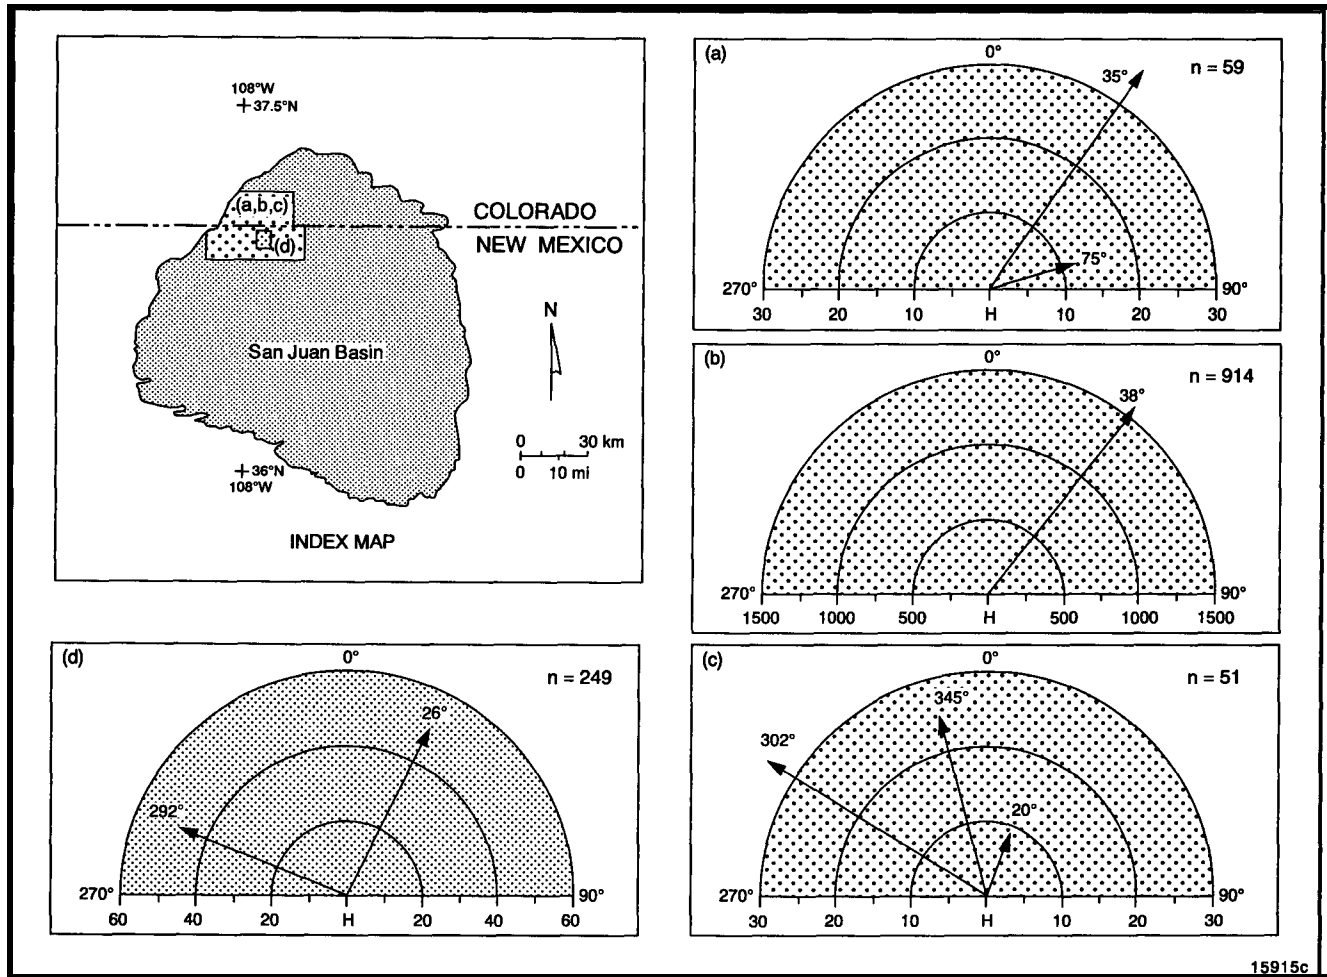 108°W
37.5°N
(a,b,c)
COLORADO
NEW MEXICO
(d)
San Juan Basin
N
0 30 km
0 10 mi
36°N
108°W
INDEX MAP
(a)
0°
n = 59
35°
75°
270° 90°
30 20 10 H 10 20 30
(b)
0°
n = 914
38°
270° 90°
1500 1000 500 H 500 1000 1500
(d)
0°
n = 249
26°
292°
270° 90°
60 40 20 H 20 40 60
(c)
0°
n = 51
345°
302°
20°
270° 90°
30 20 10 H 10 20 30
15915c